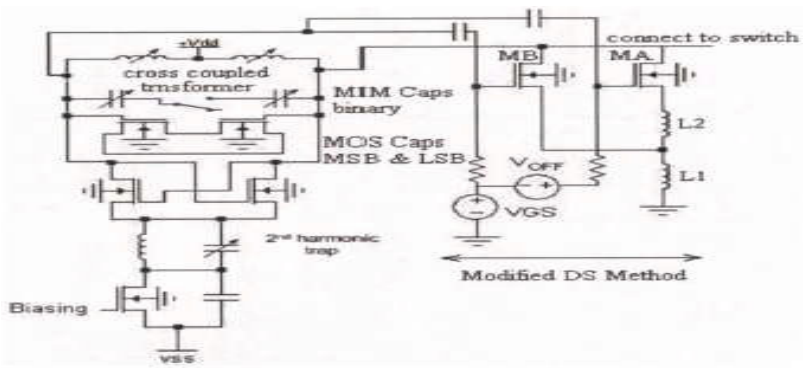 +Vdd
cross coupled
trnsformer
MIM Caps
binary
MOS Caps
MSB & LSB
2nd harmonic
trap
Biasing
VSS
connect to switch
MB
MA
L2
L1
VOFF
VGS
Modified DS Method